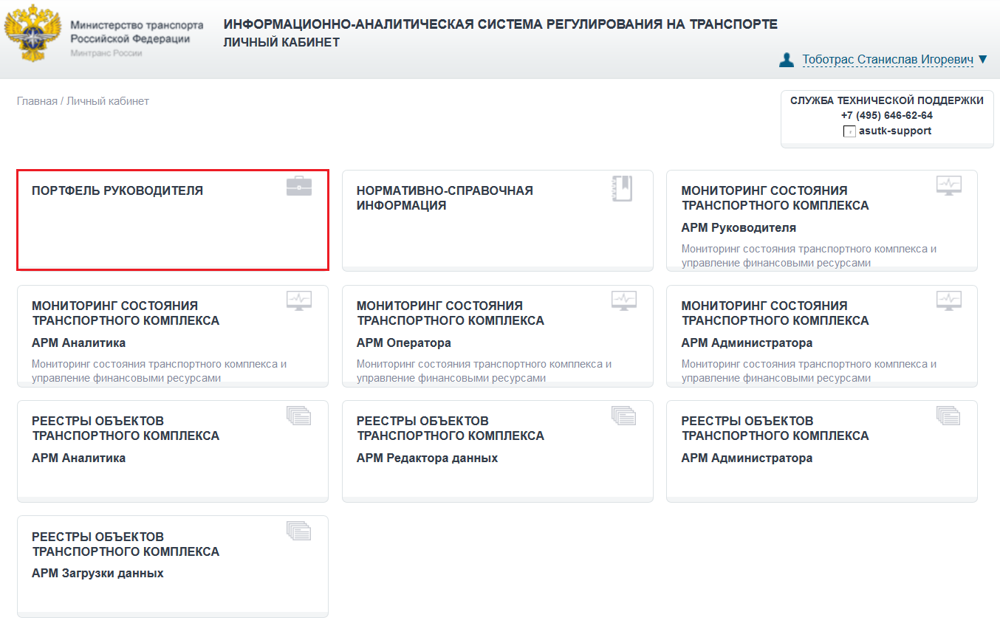 Министерство транспорта
Российской Федерации
Минтранс России
ИНФОРМАЦИОННО-АНАЛИТИЧЕСКАЯ СИСТЕМА РЕГУЛИРОВАНИЯ НА ТРАНСПОРТЕ
ЛИЧНЫЙ КАБИНЕТ
Тоботрас Станислав Игоревич ▼
Главная / Личный кабинет
СЛУЖБА ТЕХНИЧЕСКОЙ ПОДДЕРЖКИ
+7 (495) 646-62-64
asutk-support
ПОРТФЕЛЬ РУКОВОДИТЕЛЯ
НОРМАТИВНО-СПРАВОЧНАЯ
ИНФОРМАЦИЯ
МОНИТОРИНГ СОСТОЯНИЯ
ТРАНСПОРТНОГО КОМПЛЕКСА
АРМ Руководителя
Мониторинг состояния транспортного комплекса и
управление финансовыми ресурсами
МОНИТОРИНГ СОСТОЯНИЯ
ТРАНСПОРТНОГО КОМПЛЕКСА
АРМ Аналитика
Мониторинг состояния транспортного комплекса и
управление финансовыми ресурсами
МОНИТОРИНГ СОСТОЯНИЯ
ТРАНСПОРТНОГО КОМПЛЕКСА
АРМ Оператора
Мониторинг состояния транспортного комплекса и
управление финансовыми ресурсами
МОНИТОРИНГ СОСТОЯНИЯ
ТРАНСПОРТНОГО КОМПЛЕКСА
АРМ Администратора
Мониторинг состояния транспортного комплекса и
управление финансовыми ресурсами
РЕЕСТРЫ ОБЪЕКТОВ
ТРАНСПОРТНОГО КОМПЛЕКСА
АРМ Аналитика
РЕЕСТРЫ ОБЪЕКТОВ
ТРАНСПОРТНОГО КОМПЛЕКСА
АРМ Редактора данных
РЕЕСТРЫ ОБЪЕКТОВ
ТРАНСПОРТНОГО КОМПЛЕКСА
АРМ Администратора
РЕЕСТРЫ ОБЪЕКТОВ
ТРАНСПОРТНОГО КОМПЛЕКСА
АРМ Загрузки данных